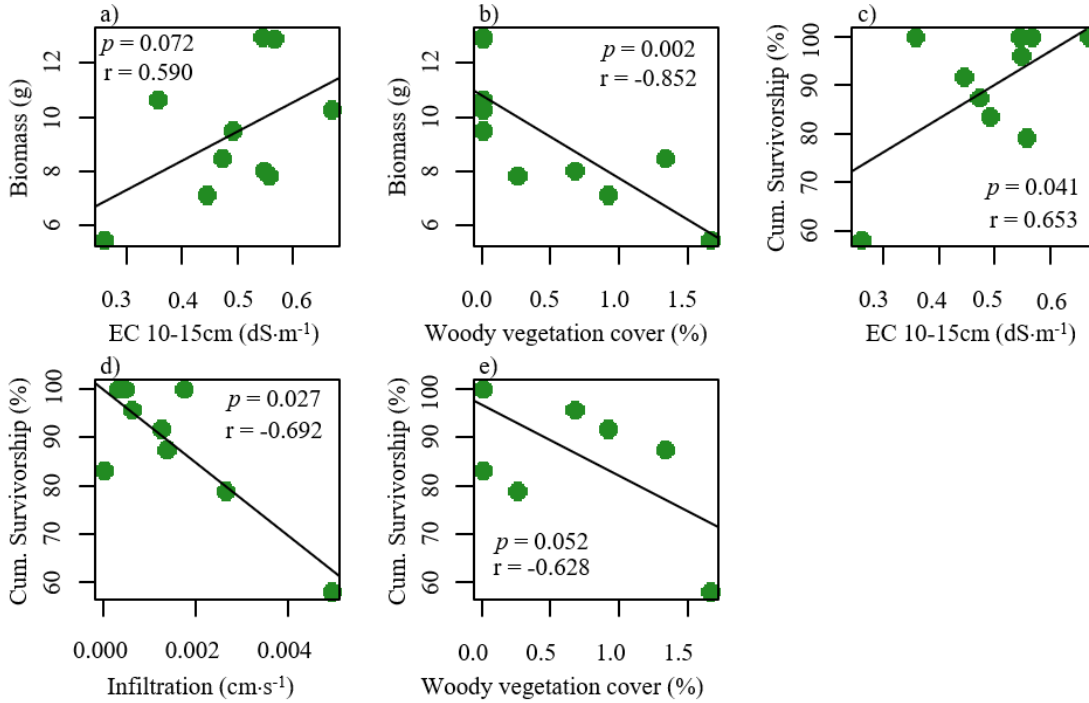 a)
p = 0.072
r = 0.590
Biomass (g)
6 8 10 12
0.3 0.4 0.5 0.6
EC 10-15cm (dS·m⁻¹)
b)
p = 0.002
r = -0.852
Biomass (g)
6 8 10 12
0.0 0.5 1.0 1.5
Woody vegetation cover (%)
c)
p = 0.041
r = 0.653
Cum. Survivorship (%)
60 70 80 90 100
0.3 0.4 0.5 0.6
EC 10-15cm (dS·m⁻¹)
d)
p = 0.027
r = -0.692
Cum. Survivorship (%)
60 70 80 90 100
0.000 0.002 0.004
Infiltration (cm·s⁻¹)
e)
p = 0.052
r = -0.628
Cum. Survivorship (%)
60 70 80 90 100
0.0 0.5 1.0 1.5
Woody vegetation cover (%)